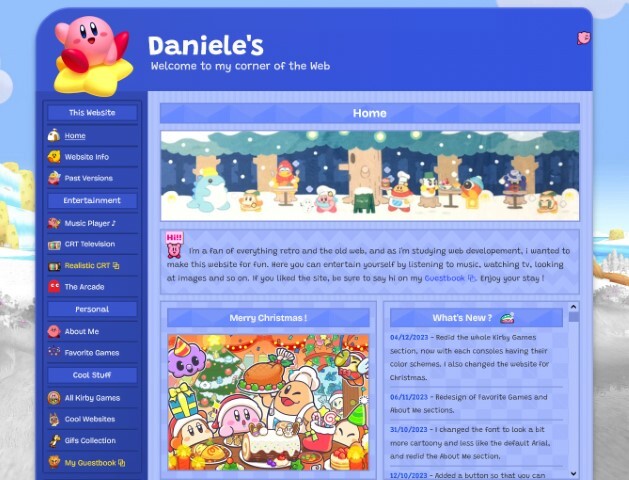 Daniele's
Welcome to my corner of the Web
This Website
Home
Website Info
Past Versions
Entertainment
Music Player♪
CRT Television
Realistic CRT
The Arcade
Personal
About Me
Favorite Games
Cool Stuff
All Kirby Games
Cool Websites
Gifs Collection
My Guestbook
Home
Hi!!
I'm a fan of everything retro and the old web, and as i'm studying web developement, i wanted to
make this website for fun. Here you can entertain yourself by listening to music, watching tv, looking
at images and so on. If you liked the site, be sure to say hi on my Guestbook. Enjoy your stay !
Merry Christmas !
What's New ?
04/12/2023 - Redid the whole Kirby Games
section, now with each consoles having their
color schemes. I also changed the website for
Christmas.
06/11/2023 - Redesign of Favorite Games and
About Me sections.
31/10/2023 - I changed the font to look a bit
more cartoony and less like the default Arial,
and redid the About Me section.
12/10/2023 - Added a button so that you can